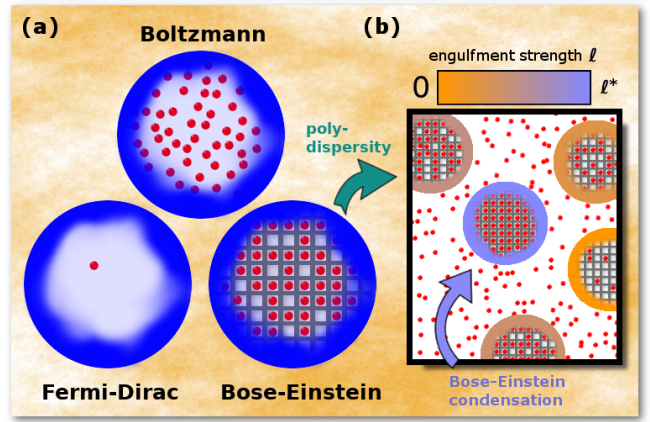 (a)
Boltzmann
Fermi-Dirac
Bose-Einstein
poly-
dispersity
(b)
engulfment strength ℓ
0
ℓ*
Bose–Einstein
condensation